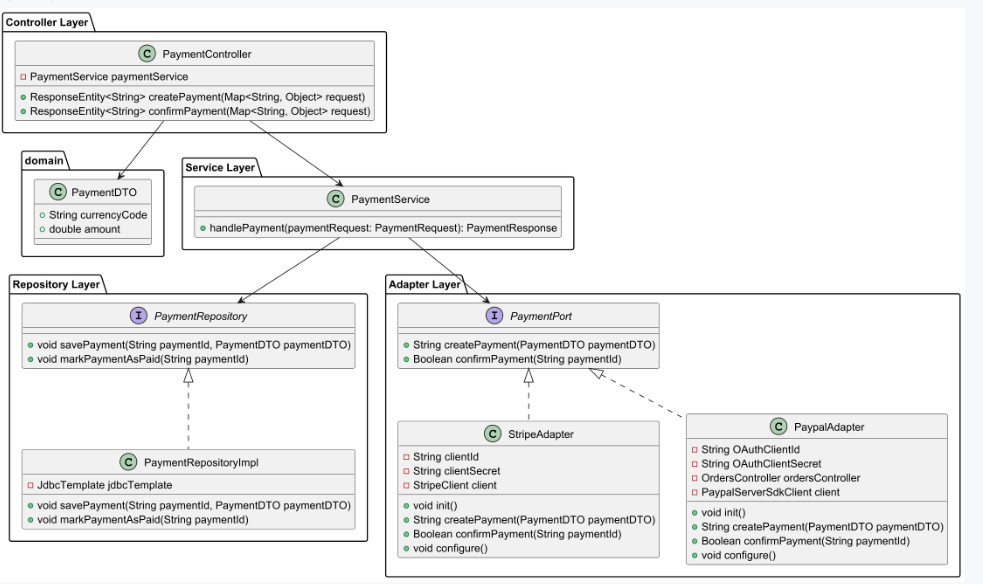 Controller Layer
C PaymentController
PaymentService paymentService
ResponseEntity<String> createPayment(Map<String, Object> request)
ResponseEntity<String> confirmPayment(Map<String, Object> request)
domain
C PaymentDTO
String currencyCode
double amount
Service Layer
C PaymentService
handlePayment(paymentRequest: PaymentRequest): PaymentResponse
Repository Layer
I PaymentRepository
void savePayment(String paymentId, PaymentDTO paymentDTO)
void markPaymentAsPaid(String paymentId)
C PaymentRepositoryImpl
JdbcTemplate jdbcTemplate
void savePayment(String paymentId, PaymentDTO paymentDTO)
void markPaymentAsPaid(String paymentId)
Adapter Layer
I PaymentPort
String createPayment(PaymentDTO paymentDTO)
Boolean confirmPayment(String paymentId)
C StripeAdapter
String clientId
String clientSecret
StripeClient client
void init()
String createPayment(PaymentDTO paymentDTO)
Boolean confirmPayment(String paymentId)
void configure()
C PaypalAdapter
String OAuthClientId
String OAuthClientSecret
OrdersController ordersController
PaypalServerSdkClient client
void init()
String createPayment(PaymentDTO paymentDTO)
Boolean confirmPayment(String paymentId)
void configure()